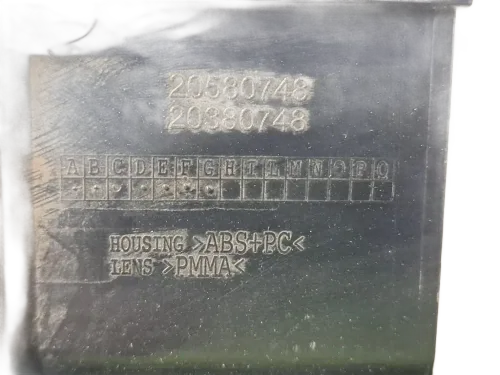 20580748
20380748
A B C D E F G H I L M N O P Q
HOUSING >ABS+PC<
LENS >PMMA<